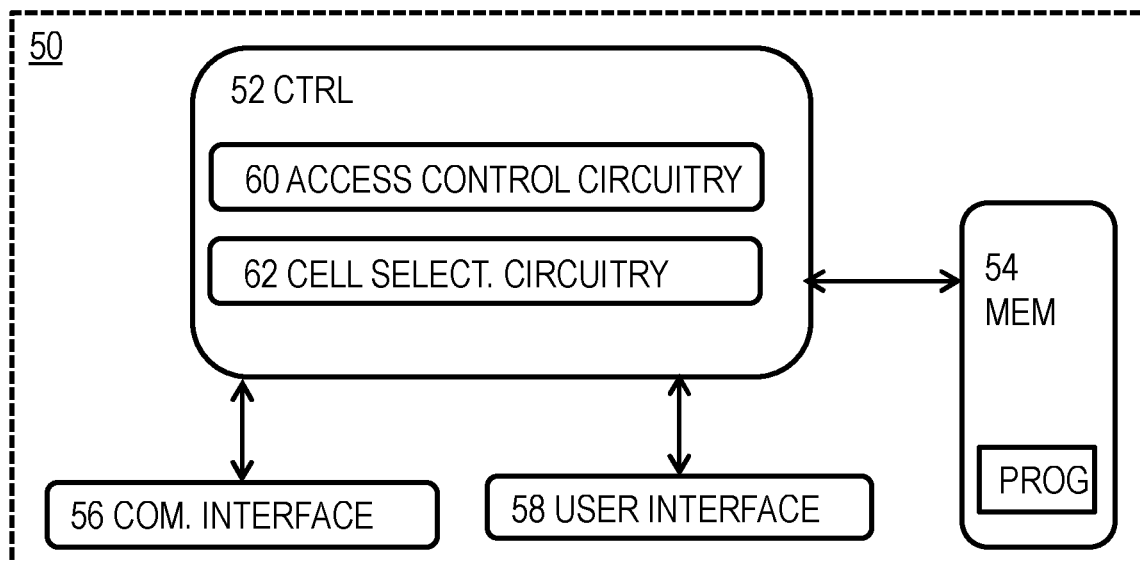 50
52 CTRL
60 ACCESS CONTROL CIRCUITRY
62 CELL SELECT. CIRCUITRY
54
MEM
PROG
56 COM. INTERFACE
58 USER INTERFACE